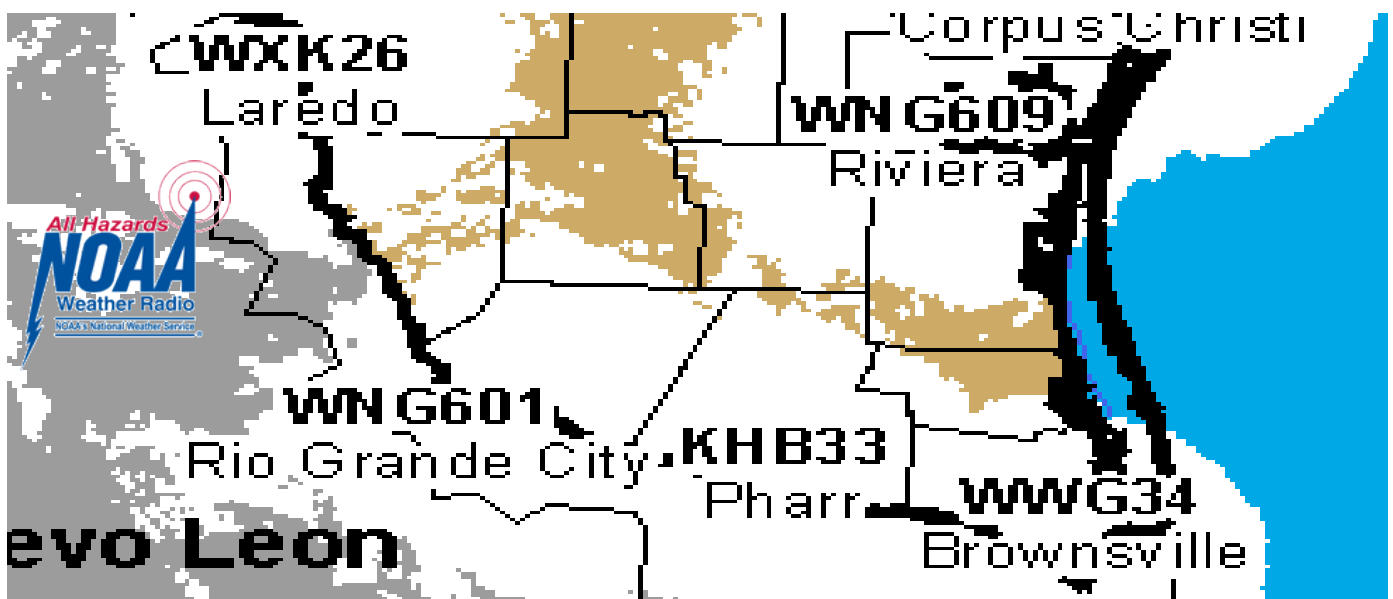 Corpus Christi
WXK26
Laredo
WNG609
Riviera
All Hazards
NOAA
Weather Radio
NOAA's National Weather Service
WNG601
Rio Grande City
KHB33
Pharr
WWG34
Brownsville
evo Leon